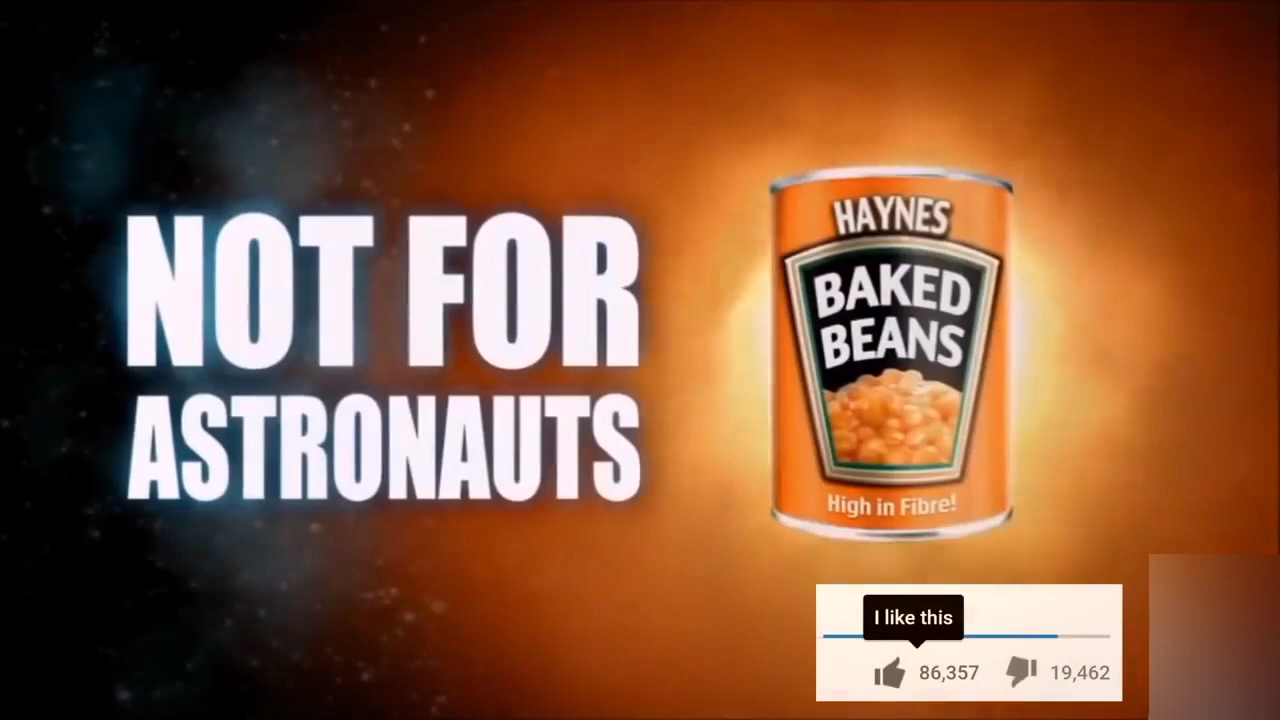 NOT FOR
ASTRONAUTS
HAYNES
BAKED
BEANS
High in Fibre!
I like this
86,357 19,462